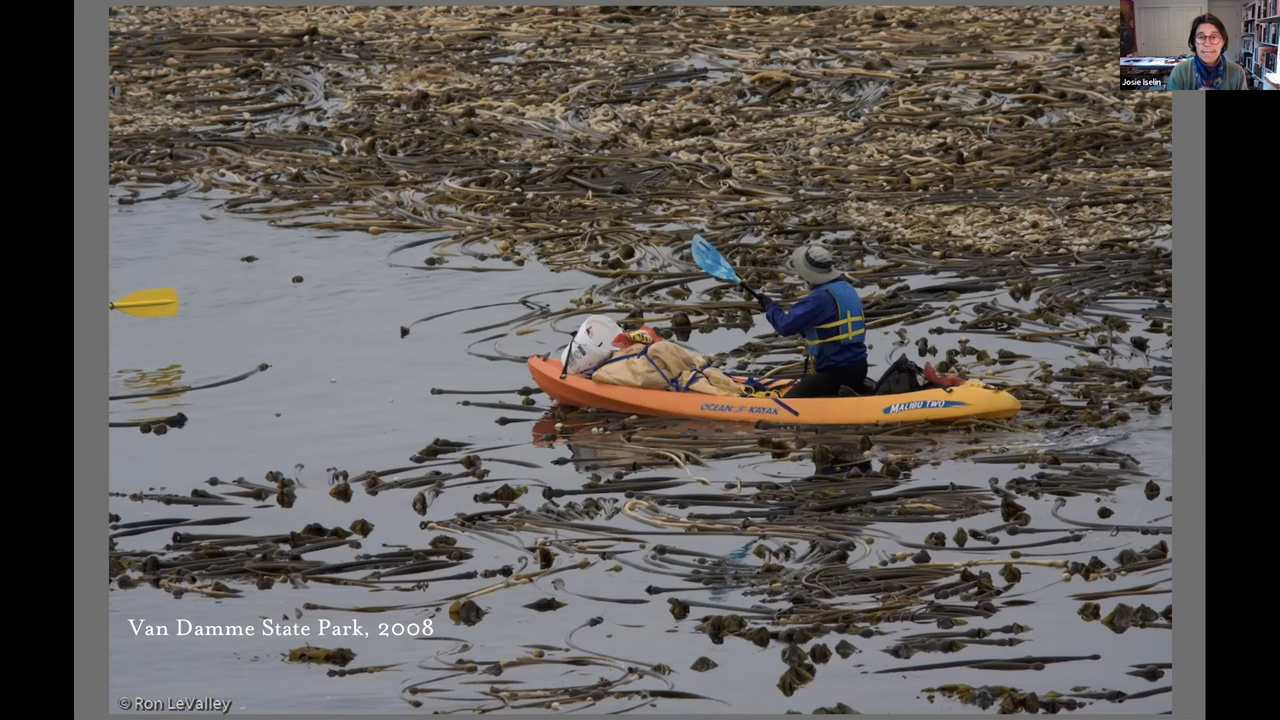 Josie Iselin
OCEAN KAYAK
MALIBU TWO
Van Damme State Park, 2008
© Ron LeValley